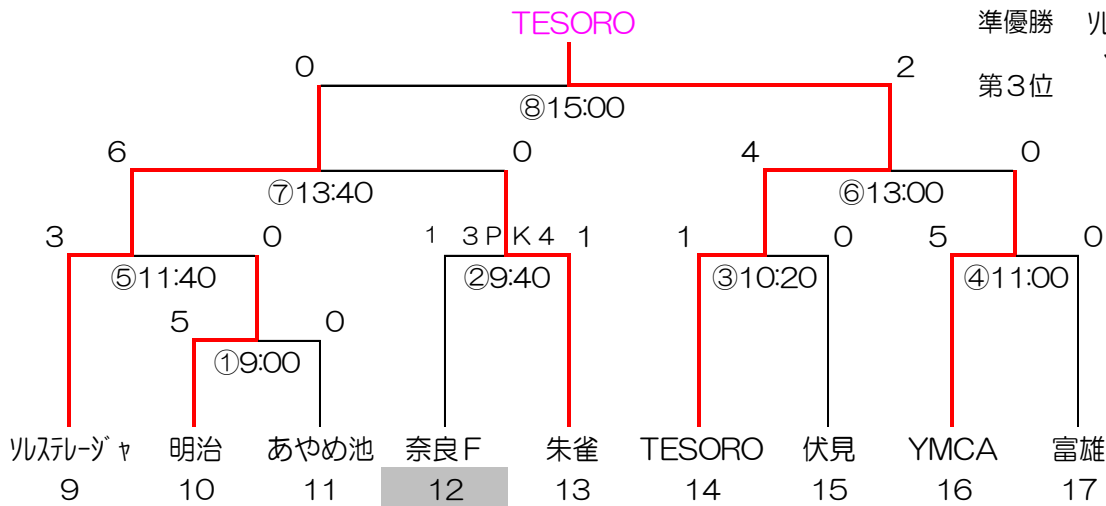 TESORO
準優勝 ソルス
第3位
0 2
⑧15:00
6 0 4 0
⑦13:40 ⑥13:00
3 0 1 3PK4 1 1 0 5 0
⑤11:40 ②9:40 ③10:20 ④11:00
5 0
①9:00
ソルステレージャ 明治 あやめ池 奈良F 朱雀 TESORO 伏見 YMCA 富雄
9 10 11 12 13 14 15 16 17